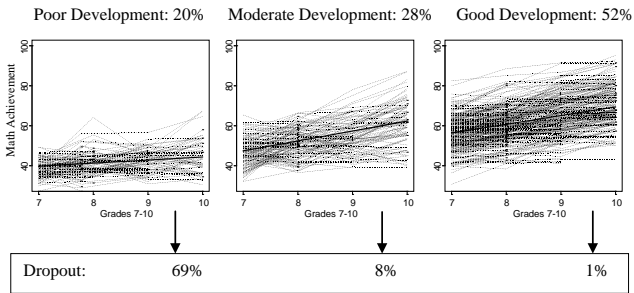 Poor Development: 20% Moderate Development: 28% Good Development: 52%
Math Achievement
100
80
60
40
7 8 9 10
Grades 7-10
100
80
60
40
7 8 9 10
Grades 7-10
100
80
60
40
7 8 9 10
Grades 7-10
Dropout: 69% 8% 1%